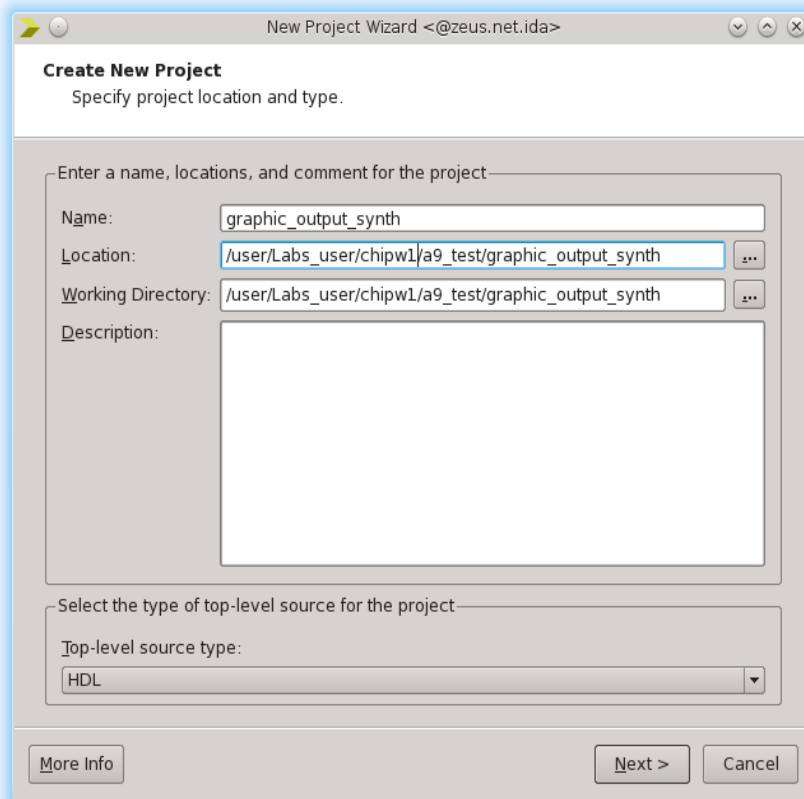 New Project Wizard <@zeus.net.ida>
Create New Project
Specify project location and type.
Enter a name, locations, and comment for the project
Name:
graphic_output_synth
Location:
/user/Labs_user/chipw1/a9_test/graphic_output_synth
...
Working Directory:
/user/Labs_user/chipw1/a9_test/graphic_output_synth
...
Description:
Select the type of top-level source for the project
Top-level source type:
HDL
More Info
Next >
Cancel